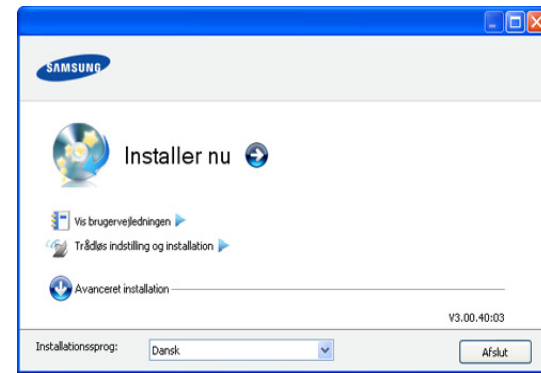 SAMSUNG
Installer nu
Vis brugervejledningen
Trådløs indstilling og installation
Avanceret installation
V3.00.40:03
Installationssprog: Dansk
Afslut